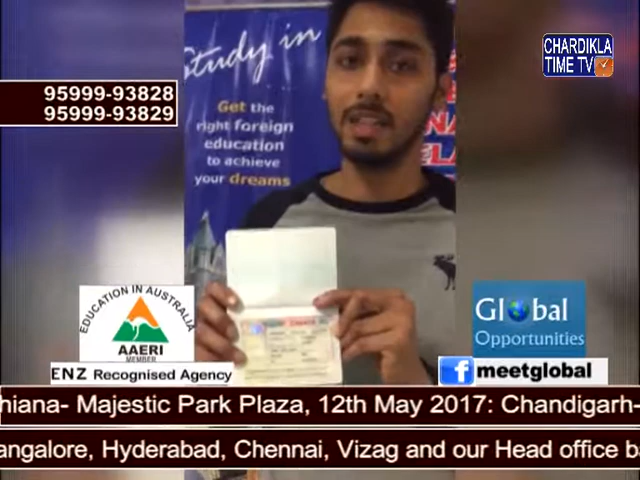 CHARDIKLA
TIME TV
95999-93828
95999-93829
Study in
Get the
right foreign
education
to achieve
your dreams
EDUCATION IN AUSTRALIA
AAERI
MEMBER
ENZ Recognised Agency
Global
Opportunities
f meetglobal
hiana- Majestic Park Plaza, 12th May 2017: Chandigarh-
angalore, Hyderabad, Chennai, Vizag and our Head office ba